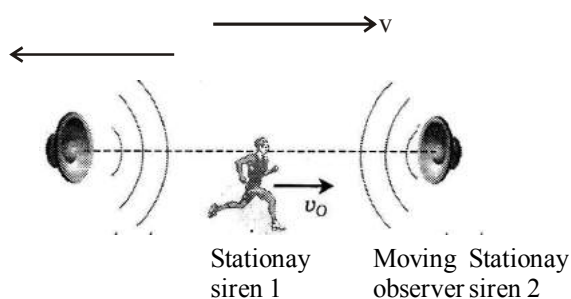 v
v_O
Stationay Moving Stationay
siren 1 observer siren 2